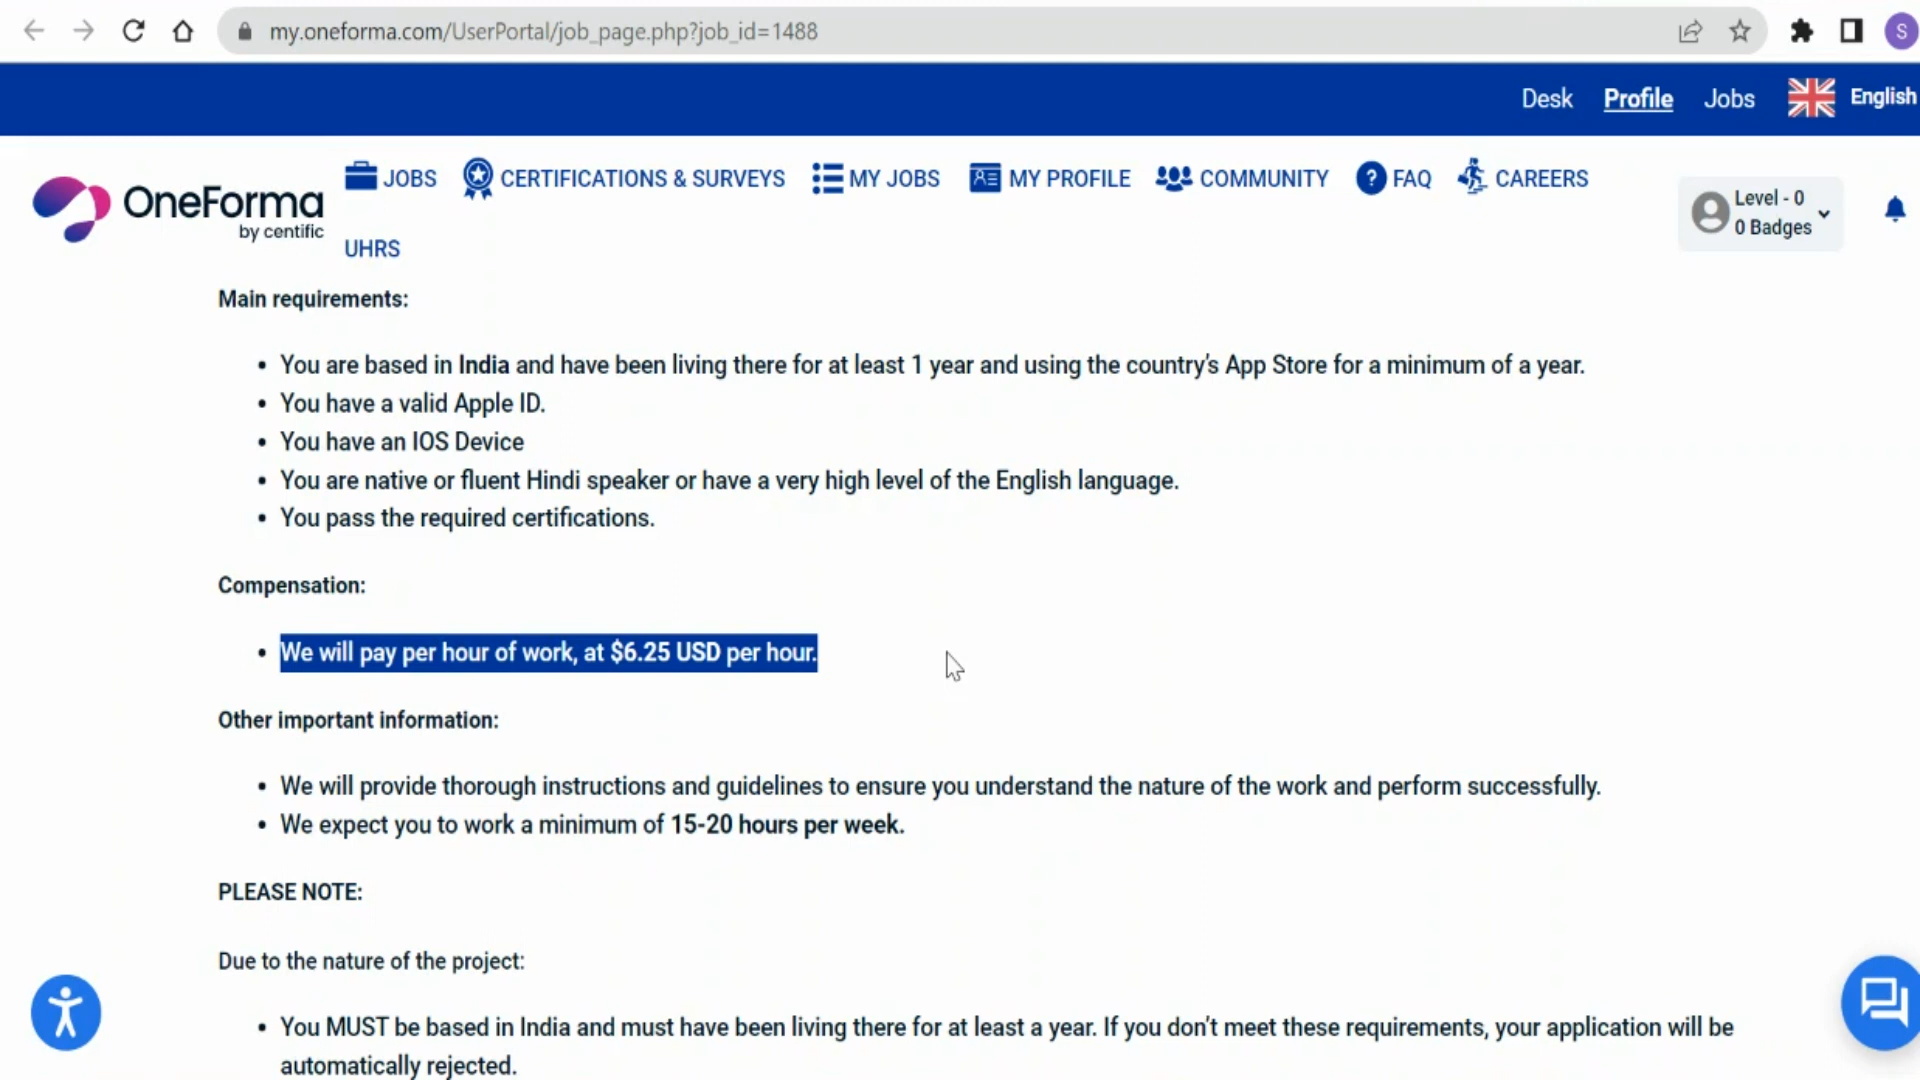 my.oneforma.com/UserPortal/job_page.php?job_id=1488
S
Desk Profile Jobs English
OneForma
by centific
JOBS CERTIFICATIONS & SURVEYS MY JOBS MY PROFILE COMMUNITY ? FAQ CAREERS
UHRS
Level - 0
0 Badges
Main requirements:
• You are based in India and have been living there for at least 1 year and using the country's App Store for a minimum of a year.
• You have a valid Apple ID.
• You have an IOS Device
• You are native or fluent Hindi speaker or have a very high level of the English language.
• You pass the required certifications.
Compensation:
• We will pay per hour of work, at $6.25 USD per hour.
Other important information:
• We will provide thorough instructions and guidelines to ensure you understand the nature of the work and perform successfully.
• We expect you to work a minimum of 15-20 hours per week.
PLEASE NOTE:
Due to the nature of the project:
• You MUST be based in India and must have been living there for at least a year. If you don't meet these requirements, your application will be
automatically rejected.